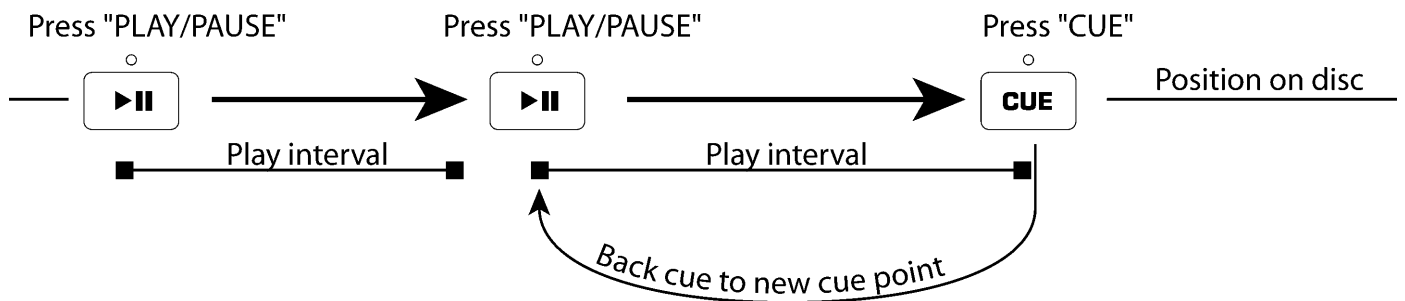 Press "PLAY/PAUSE"
Press "PLAY/PAUSE"
Press "CUE"
CUE
Position on disc
Play interval
Play interval
Back cue to new cue point